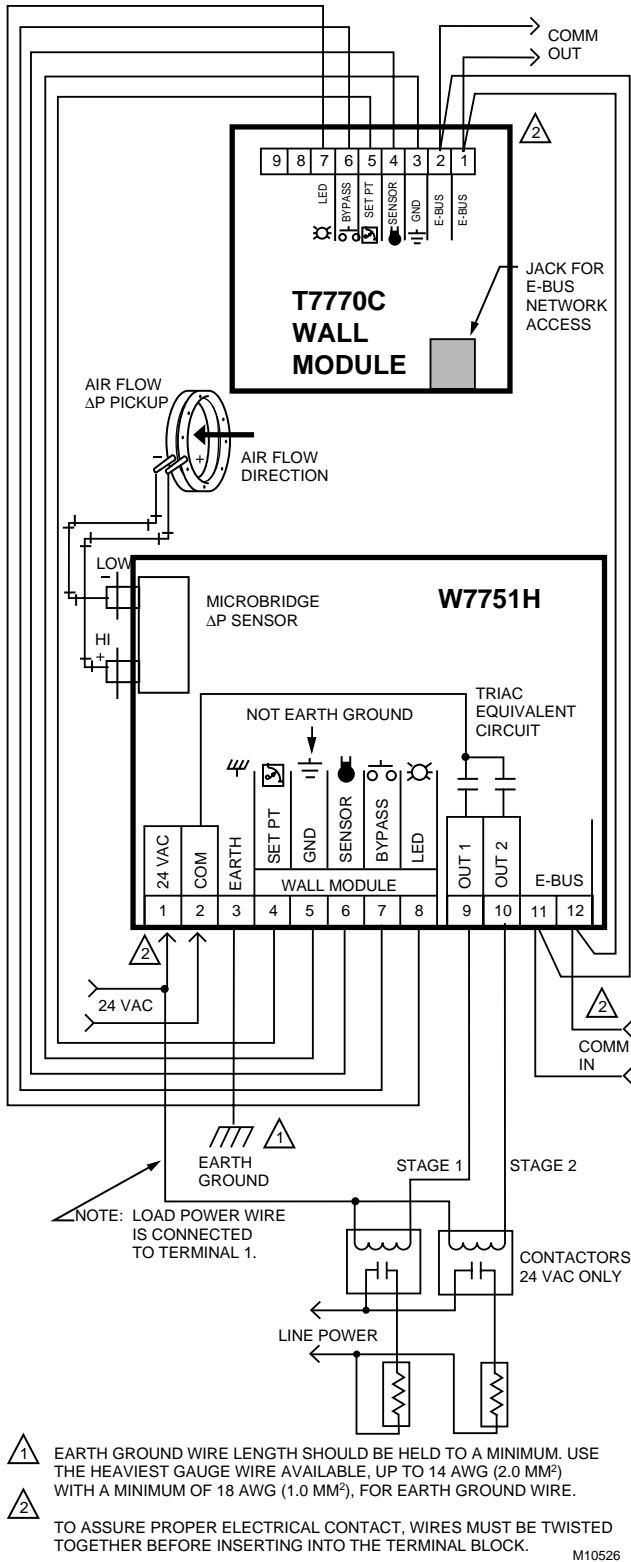 COMM
OUT
2
9 8 7 6 5 4 3 2 1
LED
BYPASS
SET PT
SENSOR
GND
E-BUS
E-BUS
T7770C
WALL
MODULE
JACK FOR
E-BUS
NETWORK
ACCESS
AIR FLOW
ΔP PICKUP
– +
AIR FLOW
DIRECTION
LOW
–
HI
+
MICROBRIDGE
ΔP SENSOR
W7751H
NOT EARTH GROUND
TRIAC
EQUIVALENT
CIRCUIT
24 VAC
COM
EARTH
SET PT
GND
SENSOR
BYPASS
LED
WALL MODULE
OUT 1
OUT 2
E-BUS
1 2 3 4 5 6 7 8 9 10 11 12
2
24 VAC
2
COMM
IN
1
EARTH
GROUND
STAGE 1
STAGE 2
NOTE: LOAD POWER WIRE
IS CONNECTED
TO TERMINAL 1.
CONTACTORS
24 VAC ONLY
LINE POWER
1 EARTH GROUND WIRE LENGTH SHOULD BE HELD TO A MINIMUM. USE
THE HEAVIEST GAUGE WIRE AVAILABLE, UP TO 14 AWG (2.0 MM²)
WITH A MINIMUM OF 18 AWG (1.0 MM²), FOR EARTH GROUND WIRE.
2
TO ASSURE PROPER ELECTRICAL CONTACT, WIRES MUST BE TWISTED
TOGETHER BEFORE INSERTING INTO THE TERMINAL BLOCK.
M10526